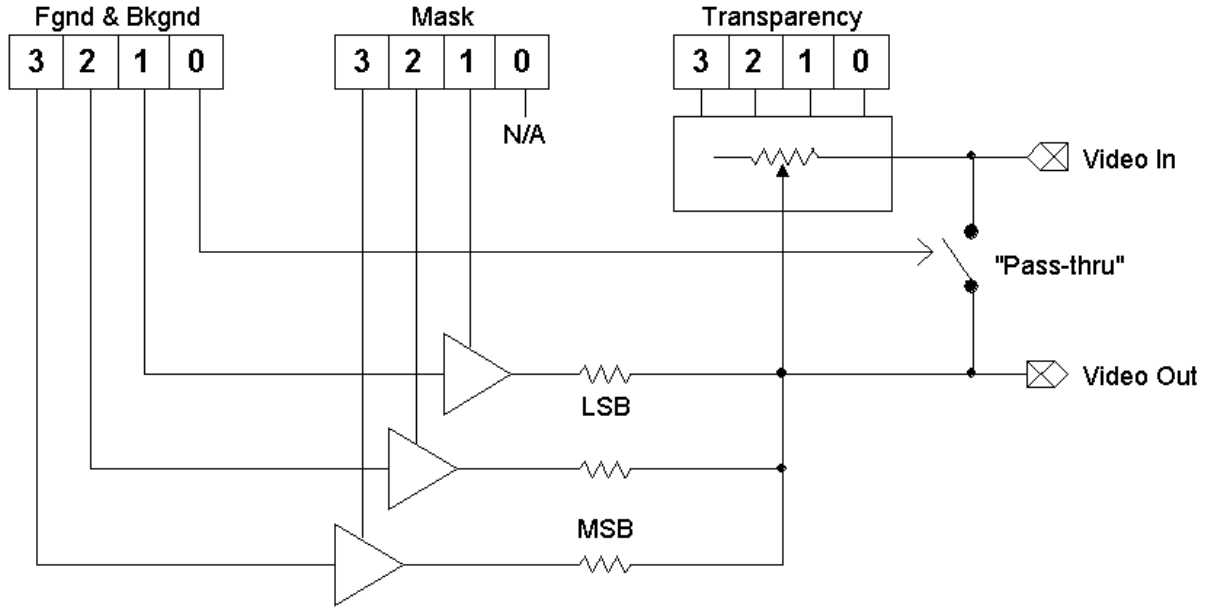 Fgnd & Bkgnd Mask Transparency
3 2 1 0 3 2 1 0 3 2 1 0
N/A
Video In
"Pass-thru"
Video Out
LSB
MSB